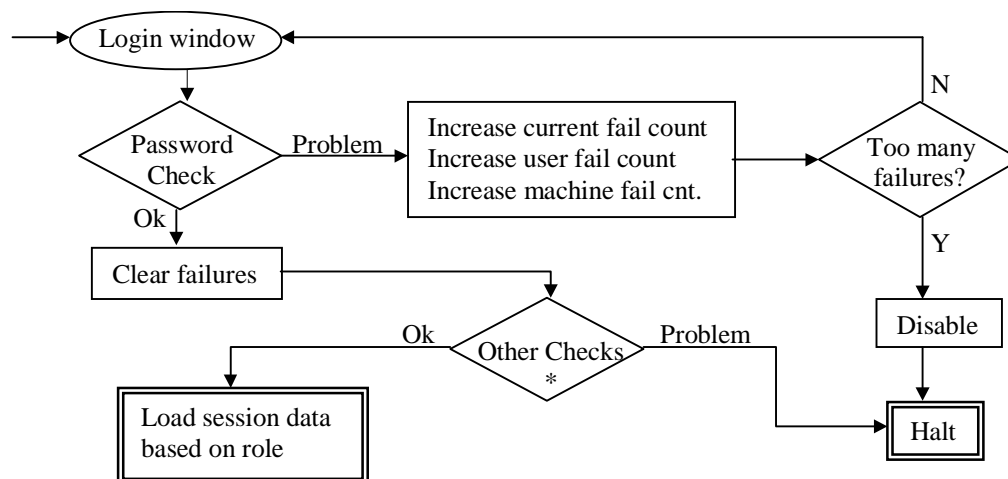 Login window
N
Password
Check
Problem
Increase current fail count
Increase user fail count
Increase machine fail cnt.
Too many
failures?
Ok
Y
Clear failures
Disable
Ok
Other Checks
*
Problem
Load session data
based on role
Halt